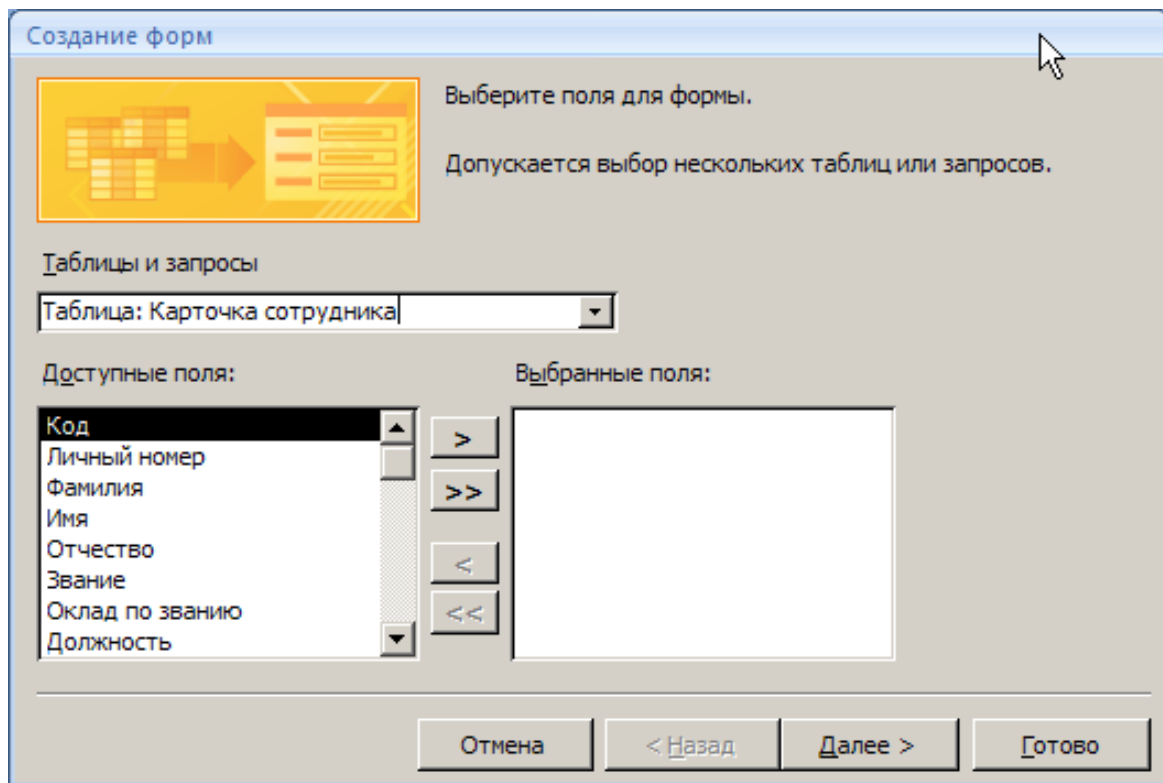 Создание форм
Выберите поля для формы.
Допускается выбор нескольких таблиц или запросов.
Таблицы и запросы
Таблица: Карточка сотрудника
Доступные поля:
Выбранные поля:
Код
Личный номер
Фамилия
Имя
Отчество
Звание
Оклад по званию
Должность
>
>>
<
<<
Отмена
< Назад
Далее >
Готово